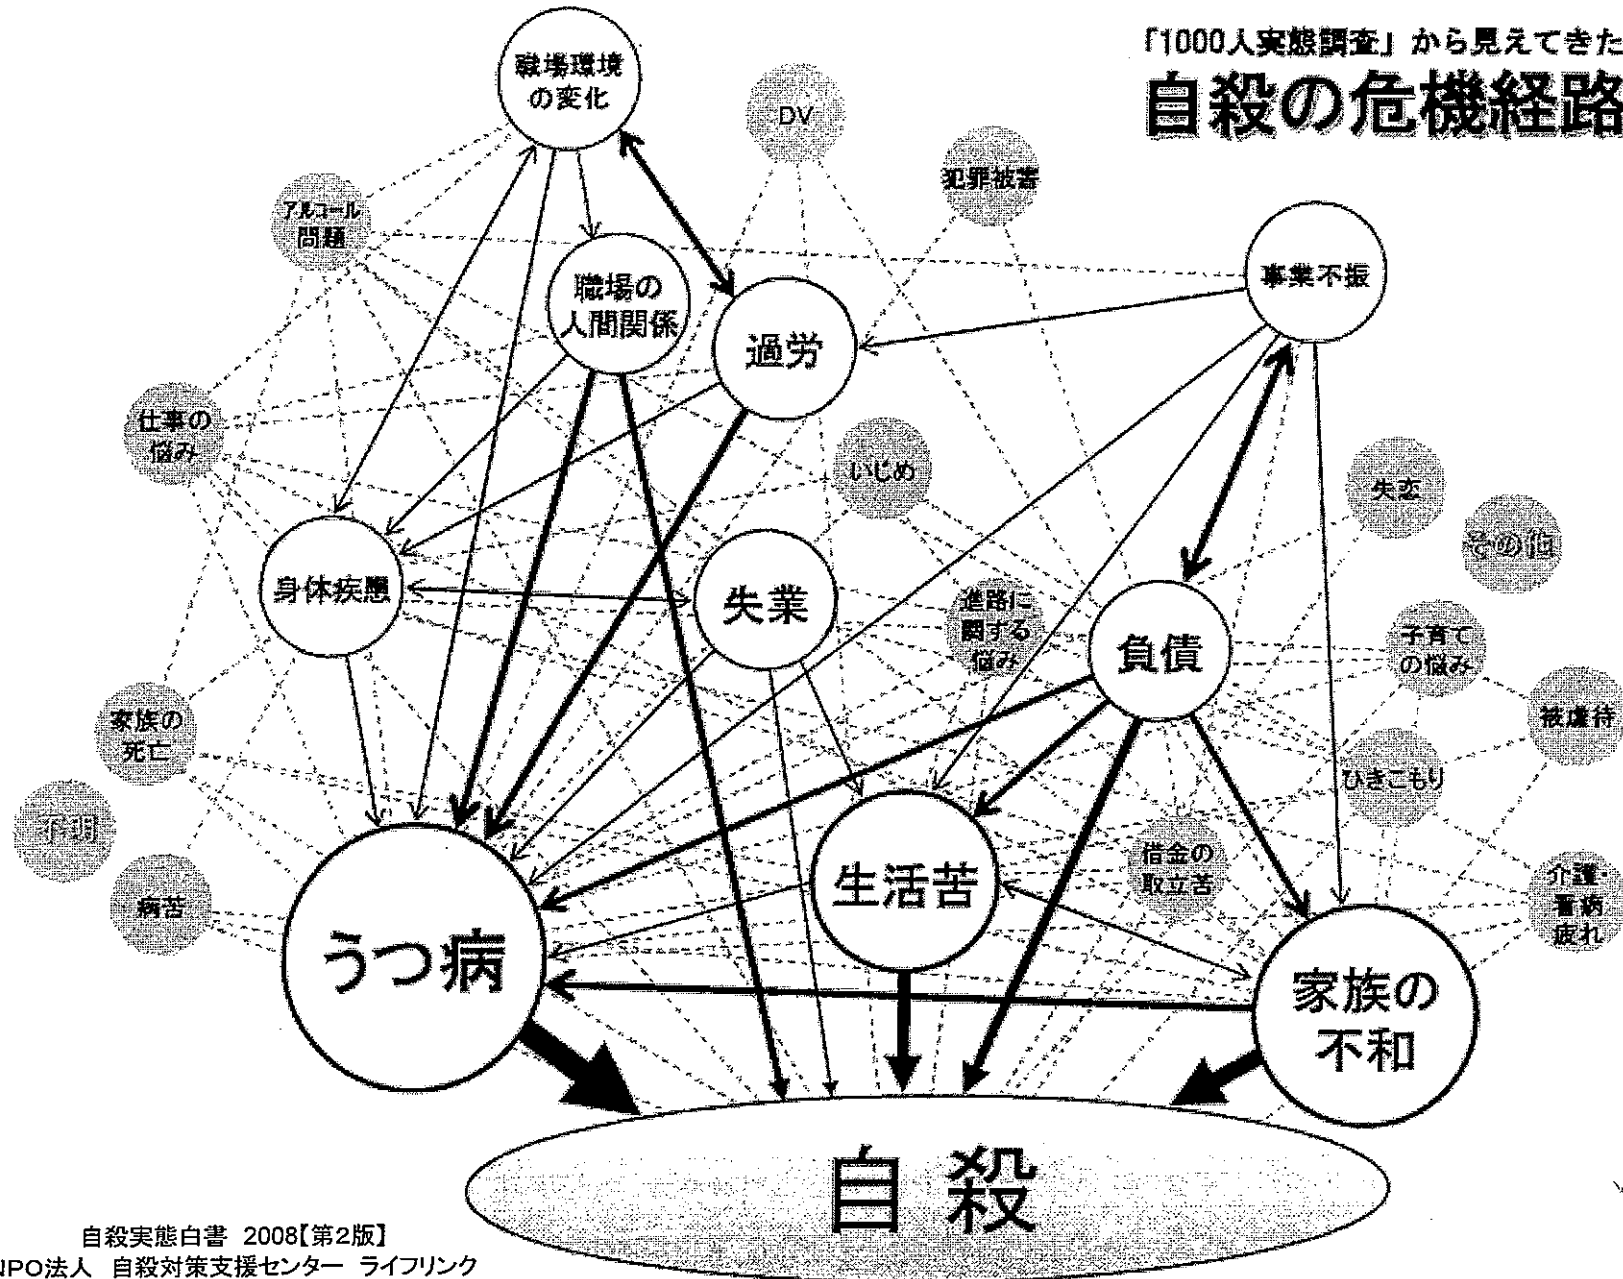 「1000人実態調査」から見えてきた
自殺の危機経路
職場環境
の変化
DV
犯罪被害
アルコール
問題
職場の
人間関係
過労
事業不振
仕事の
悩み
いじめ
失恋
その他
身体疾患
失業
進路に
関する
悩み
負債
子育て
の悩み
被虐待
家族の
死亡
ひきこもり
不明
病苦
うつ病
生活苦
借金の
取立苦
介護・
看病
疲れ
家族の
不和
自殺
自殺実態白書 2008【第2版】
NPO法人 自殺対策支援センター ライフリンク